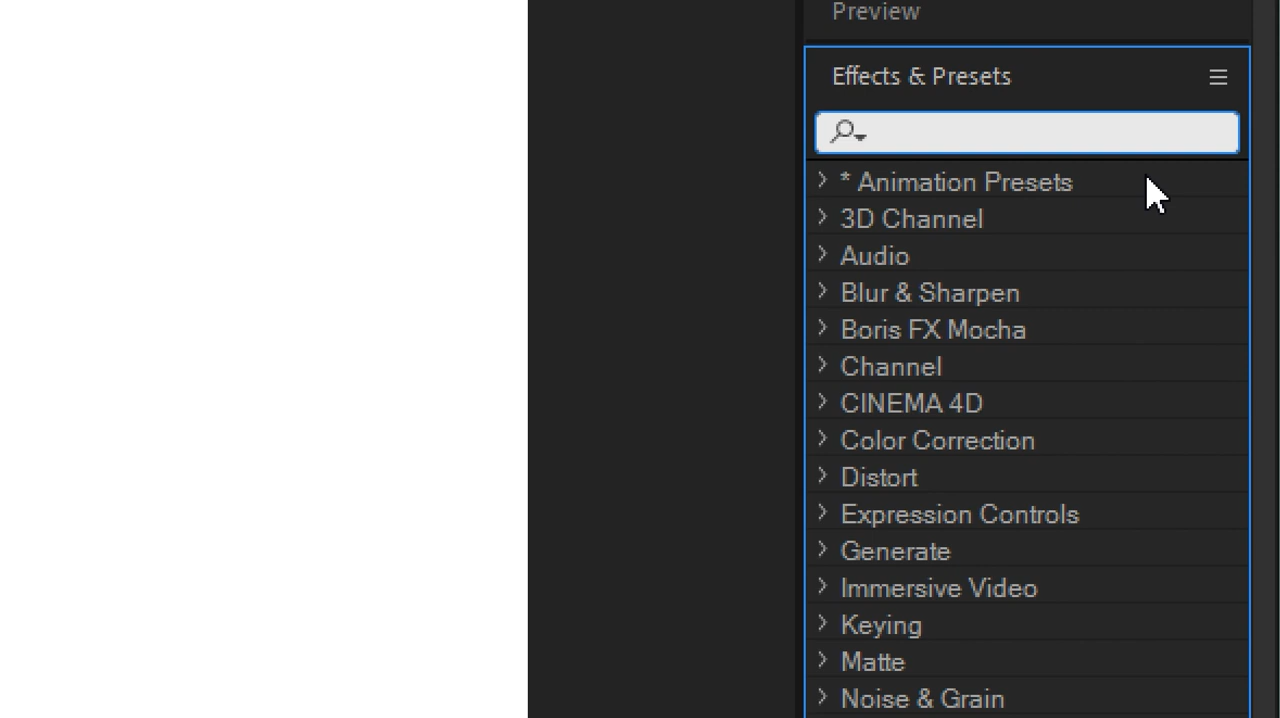 Preview
Effects & Presets
* Animation Presets
3D Channel
Audio
Blur & Sharpen
Boris FX Mocha
Channel
CINEMA 4D
Color Correction
Distort
Expression Controls
Generate
Immersive Video
Keying
Matte
Noise & Grain